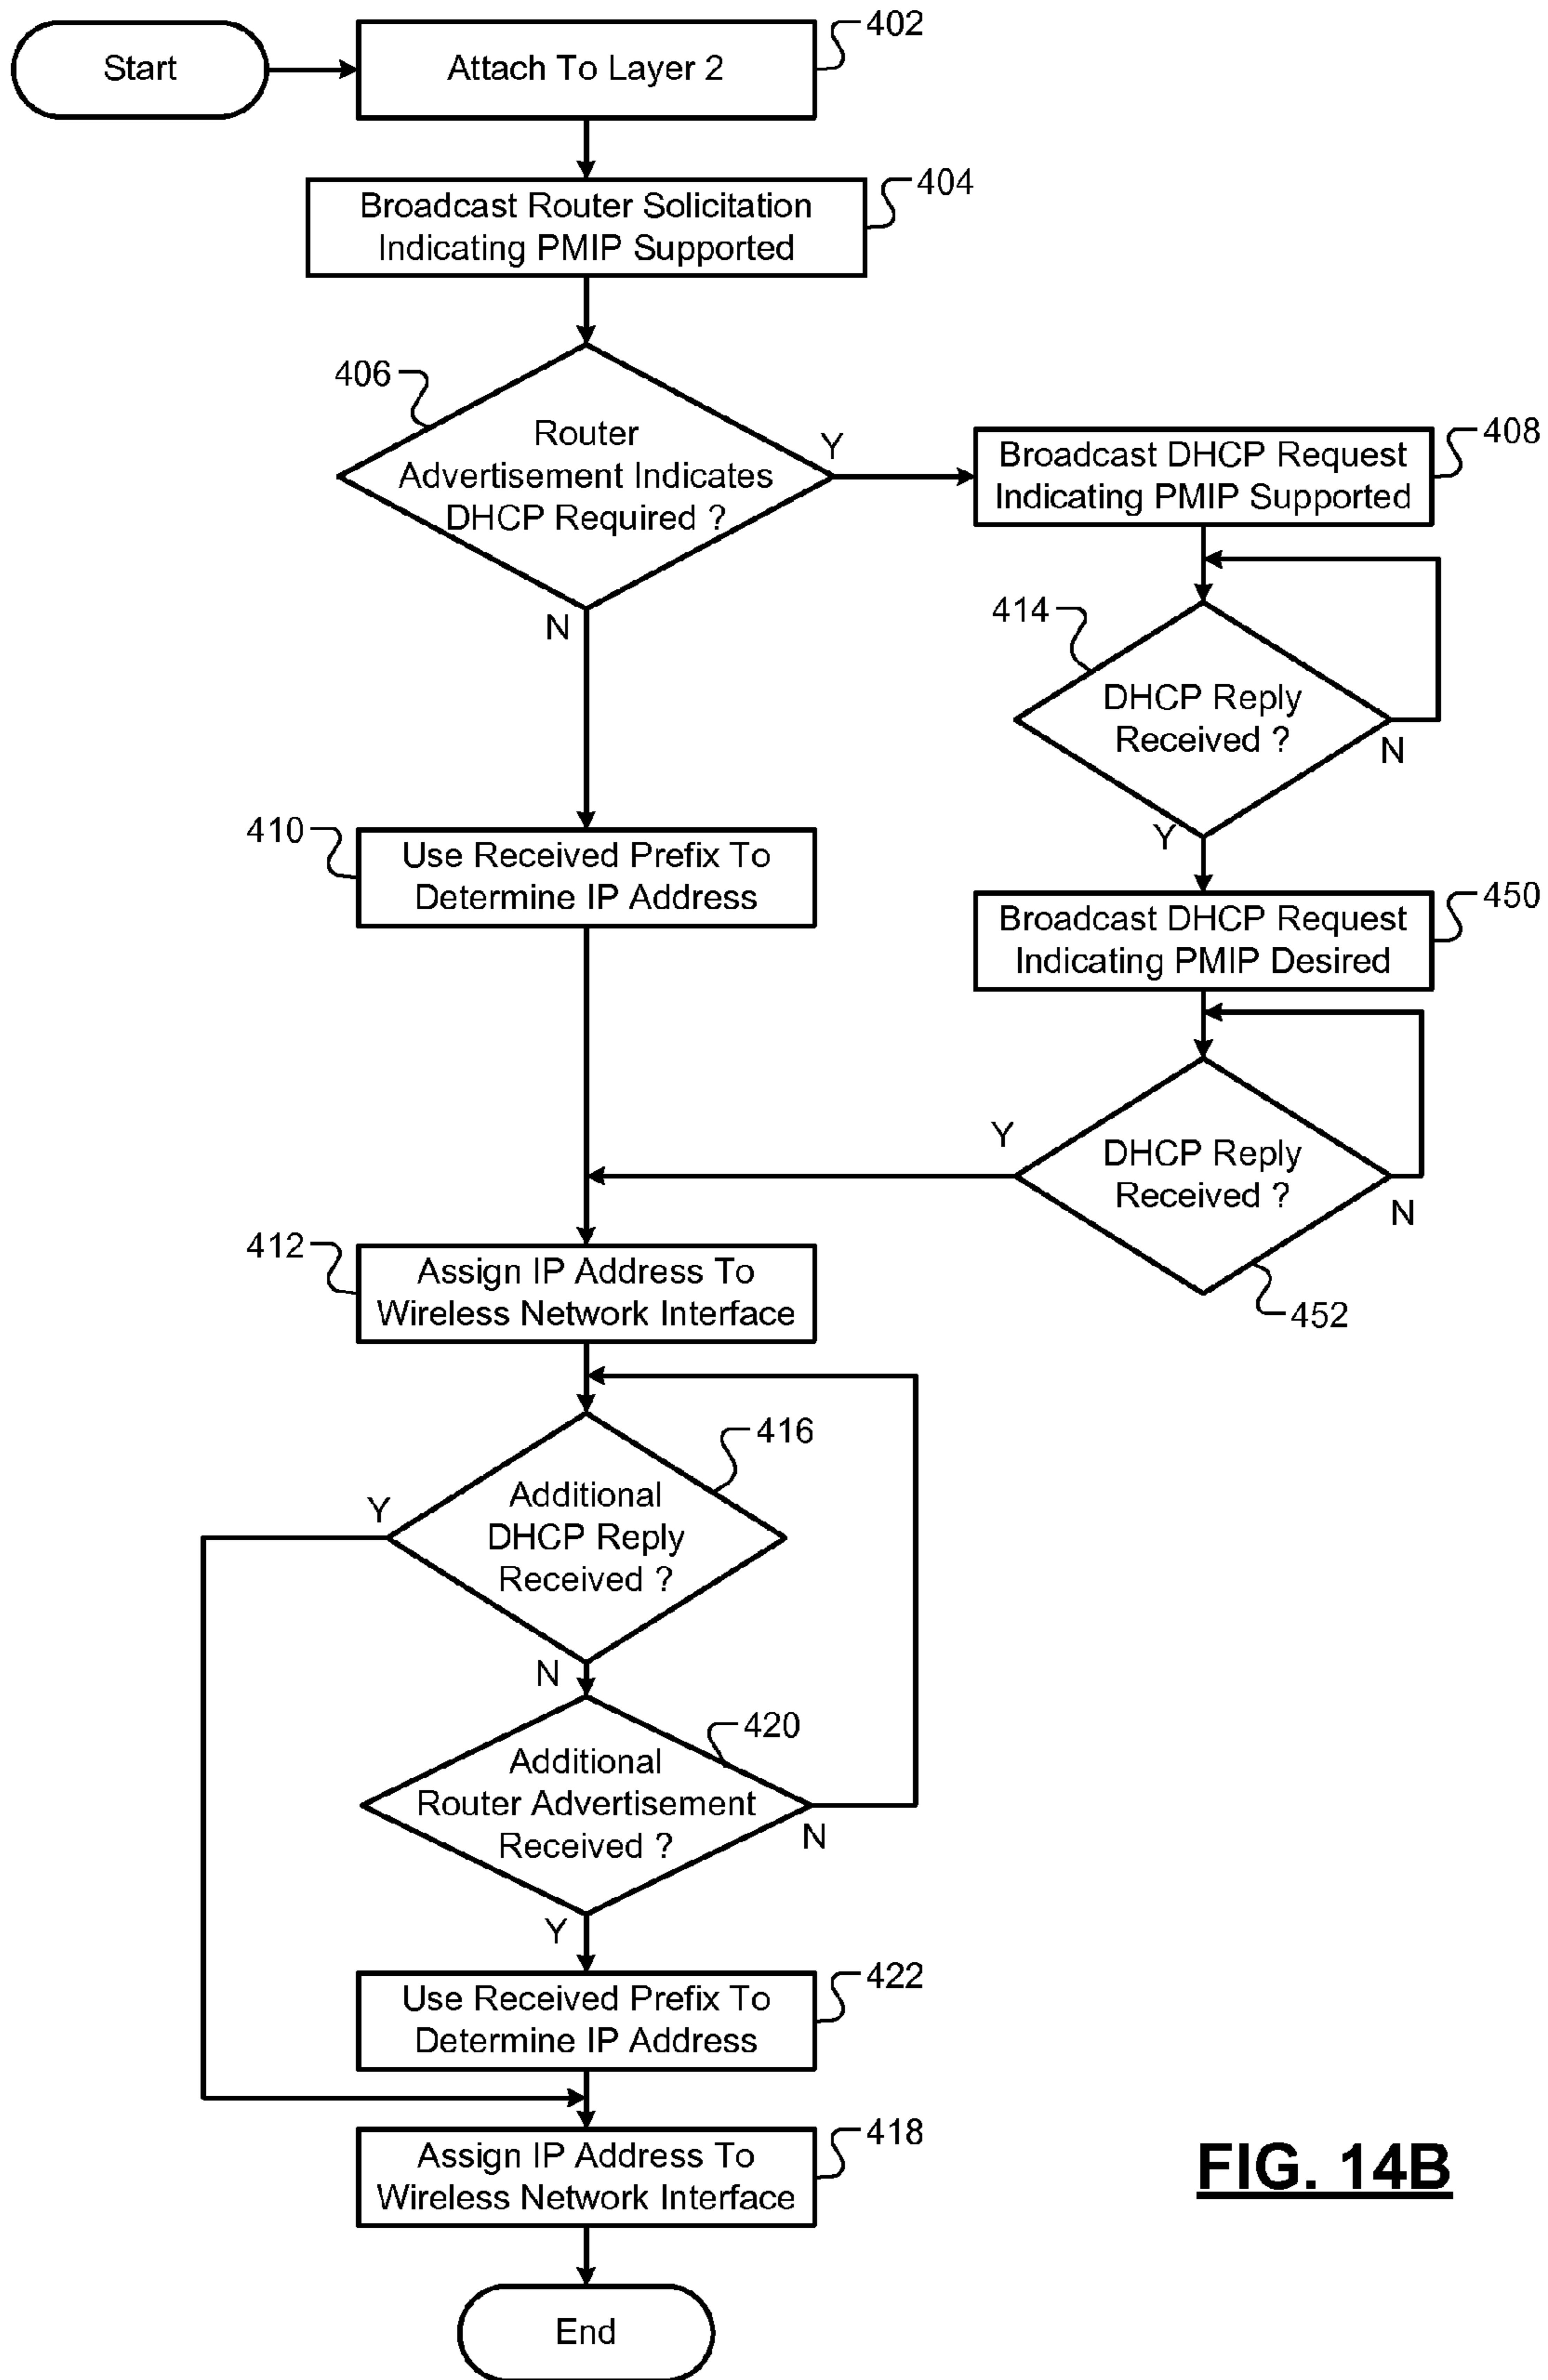 Start
Attach To Layer 2
402
Broadcast Router Solicitation
Indicating PMIP Supported
404
406
Router
Advertisement Indicates
DHCP Required ?
Y
N
Broadcast DHCP Request
Indicating PMIP Supported
408
414
DHCP Reply
Received ?
N
Y
410
Use Received Prefix To
Determine IP Address
Broadcast DHCP Request
Indicating PMIP Desired
450
Y
DHCP Reply
Received ?
N
452
412
Assign IP Address To
Wireless Network Interface
416
Y
Additional
DHCP Reply
Received ?
N
420
Additional
Router Advertisement
Received ?
N
Y
Use Received Prefix To
Determine IP Address
422
Assign IP Address To
Wireless Network Interface
418
End
FIG. 14B